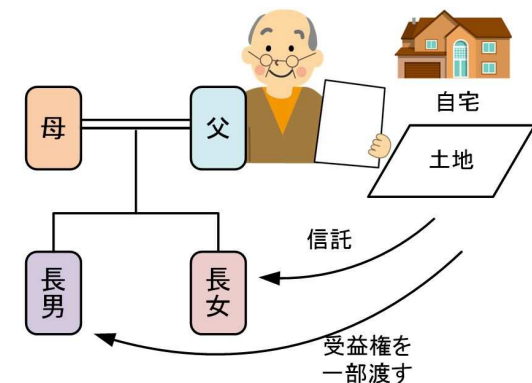 自宅
母
父
土地
信託
長男
長女
受益権を
一部渡す